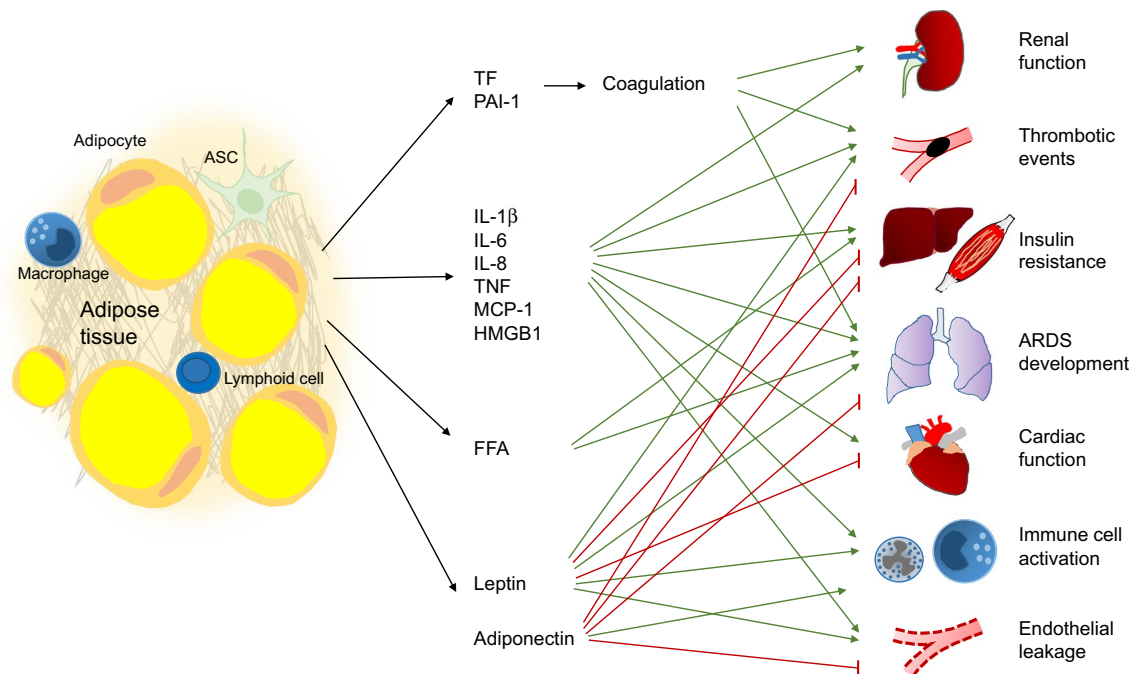 Adipocyte
ASC
Macrophage
Adipose
tissue
Lymphoid cell
TF
PAI-1
Coagulation
IL-1β
IL-6
IL-8
TNF
MCP-1
HMGB1
FFA
Leptin
Adiponectin
Renal
function
Thrombotic
events
Insulin
resistance
ARDS
development
Cardiac
function
Immune cell
activation
Endothelial
leakage